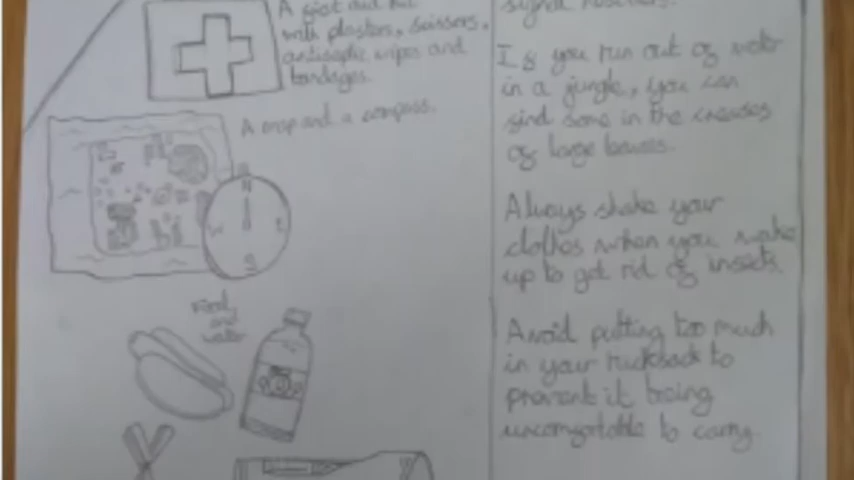 A first aid kit
with plasters, scissors,
antiseptic wipes and
bandages.
A map and a compass.
N
E
S
W
Food
and
water
H2O
If you run out of water
in a jungle, you can
find some in the creases
of large leaves.
Always shake your
clothes when you wake
up to get rid of insects.
Avoid putting too much
in your rucksack to
prevent it being
uncomfortable to carry.